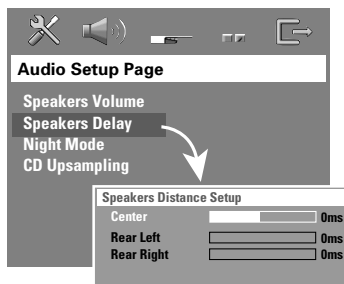 Audio Setup Page
Speakers Volume
Speakers Delay
Night Mode
CD Upsampling
Speakers Distance Setup
Center 0ms
Rear Left 0ms
Rear Right 0ms